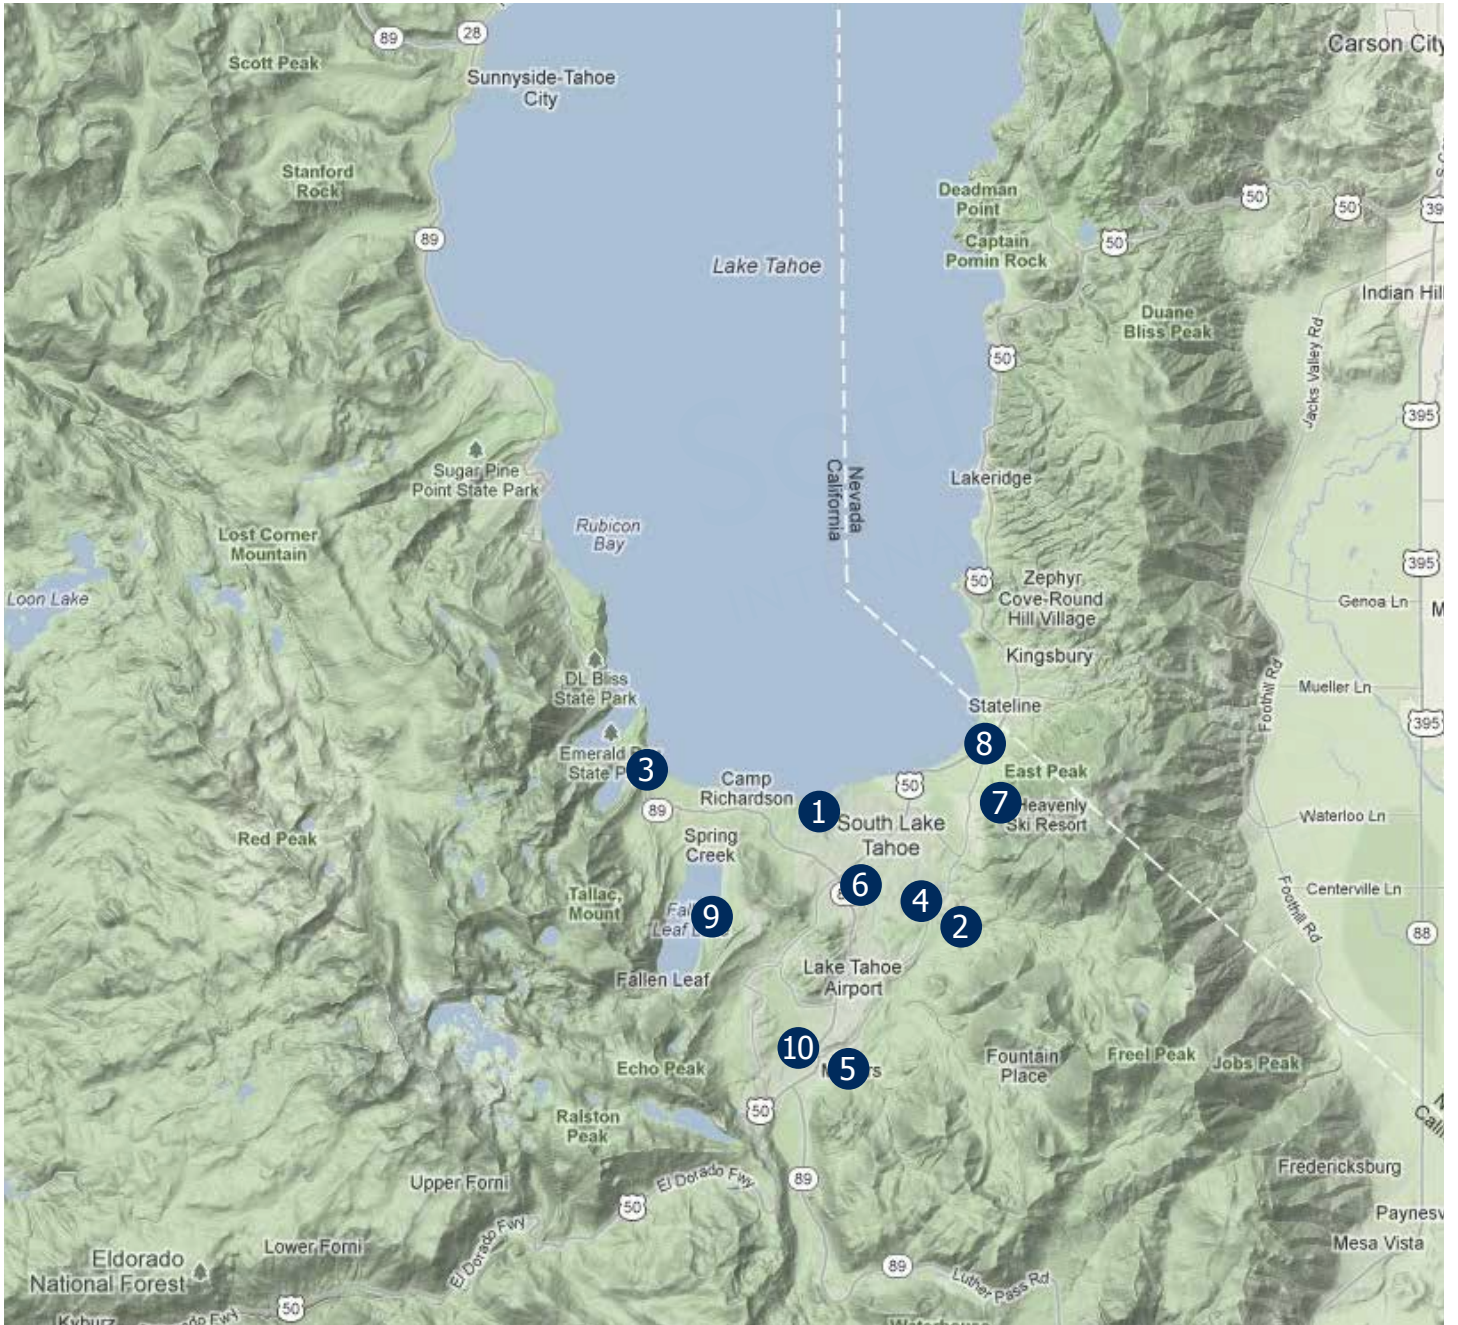 89
28
Scott Peak
Sunnyside-Tahoe
City
Carson City
Stanford
Rock
Deadman
Point
50
50
39
89
Captain
Pomin Rock
50
Lake Tahoe
Indian Hill
Duane
Bliss Peak
Jacks Valley Rd
50
395
Sugar Pine
Point State Park
Nevada
California
Lakeridge
Rubicon
Bay
Lost Corner
Mountain
395
50
Zephyr
Cove-Round
Hill Village
Loon Lake
Genoa Ln
M
Kingsbury
DL Bliss
State Park
Foothill Rd
Mueller Ln
Stateline
395
8
Emerald
State
3
East Peak
Camp
Richardson
50
89
1
7
Heavenly
Ski Resort
South Lake
Tahoe
Waterloo Ln
Red Peak
Spring
Creek
6
4
Tallac,
Mount
9
Leaf
2
Centerville Ln
Foothill Rd
88
Fallen Leaf
Lake Tahoe
Airport
10
5
Echo Peak
Fountain
Place
Freel Peak
Jobs Peak
50
Ralston
Peak
Fredericksburg
Upper Forni
El Dorado Fwy
89
50
El Dorado Fwy
Paynesv
Mesa Vista
Lower Forni
Eldorado
National Forest
89
Luther Pass Rd
50
Kyburz